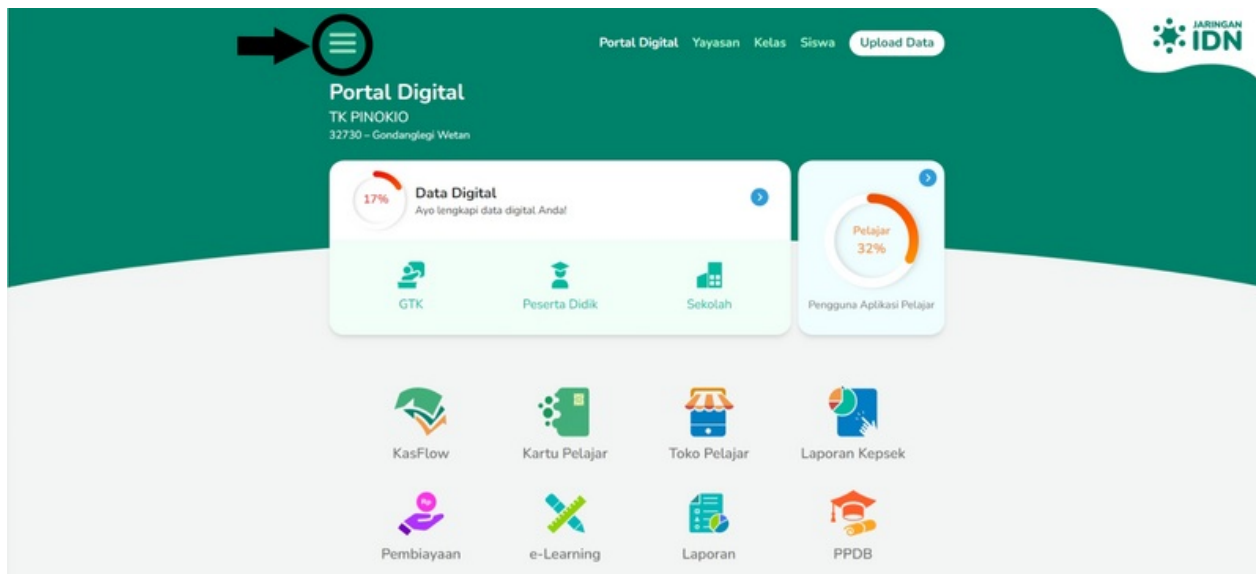 Portal Digital Yayasan Kelas Siswa Upload Data
JARINGAN
IDN
Portal Digital
TK PINOKIO
32730 – Gondanglegi Wetan
17%
Data Digital
Ayo lengkapi data digital Anda!
GTK
Peserta Didik
Sekolah
Pelajar
32%
Pengguna Aplikasi Pelajar
KasFlow
Kartu Pelajar
Toko Pelajar
Laporan Kepsek
Rp
Pembiayaan
e-Learning
Laporan
PPDB